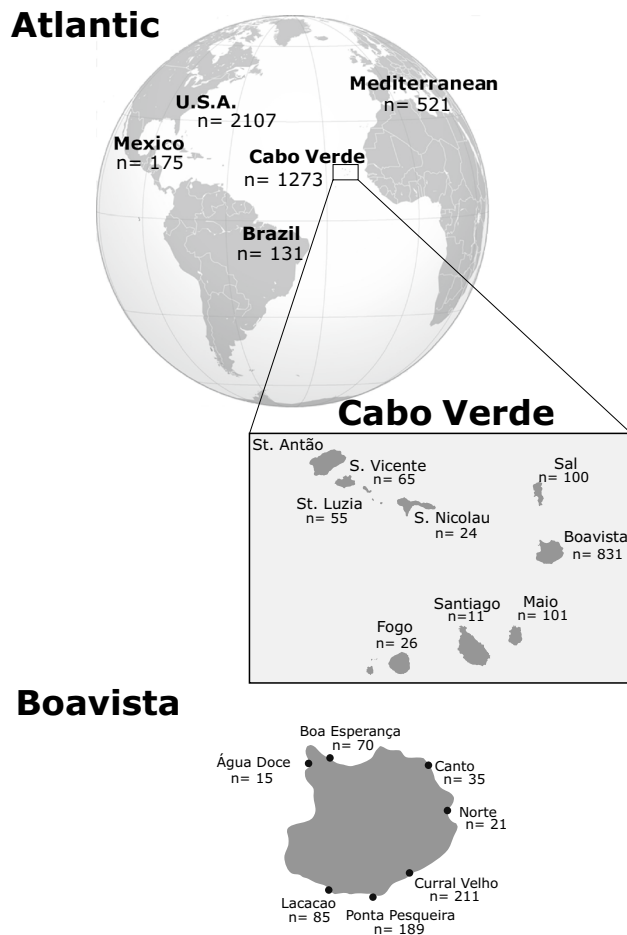 Atlantic
Mediterranean
n= 521
U.S.A.
n= 2107
Mexico
n= 175
Cabo Verde
n= 1273
Brazil
n= 131
Cabo Verde
St. Antão
S. Vicente
n= 65
Sal
n= 100
St. Luzia
n= 55
S. Nicolau
n= 24
Boavista
n= 831
Santiago
n=11
Maio
n= 101
Fogo
n= 26
Boavista
Boa Esperança
n= 70
Água Doce
n= 15
Canto
n= 35
Norte
n= 21
Curral Velho
n= 211
Lacacao
n= 85
Ponta Pesqueira
n= 189